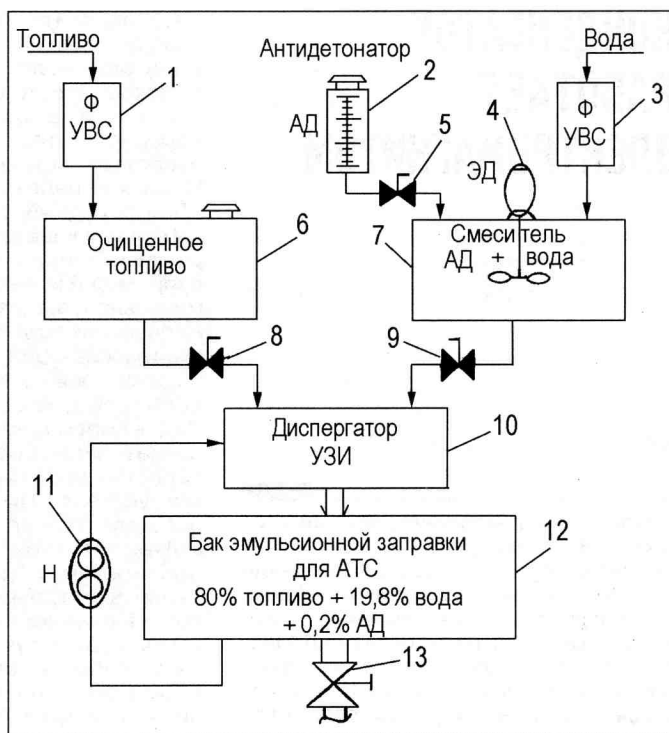 Топливо
Антидетонатор
Вода
1
2
3
4
5
Ф
УВС
АД
ЭД
Ф
УВС
6
Очищенное
топливо
7
Смеситель
АД + вода
8
9
Диспергатор
УЗИ
10
11
Н
Бак эмульсионной заправки
для АТС
80% топливо + 19,8% вода
+ 0,2% АД
12
13